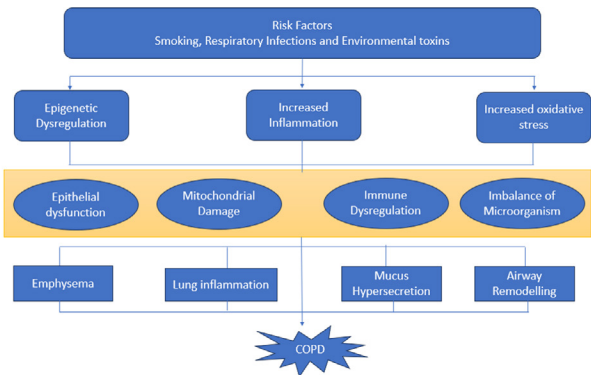 Risk Factors
Smoking, Respiratory Infections and Environmental toxins
Epigenetic
Dysregulation
Increased
Inflammation
Increased oxidative
stress
Epithelial
dysfunction
Mitochondrial
Damage
Immune
Dysregulation
Imbalance of
Microorganism
Emphysema
Lung inflammation
Mucus
Hypersecretion
Airway
Remodelling
COPD